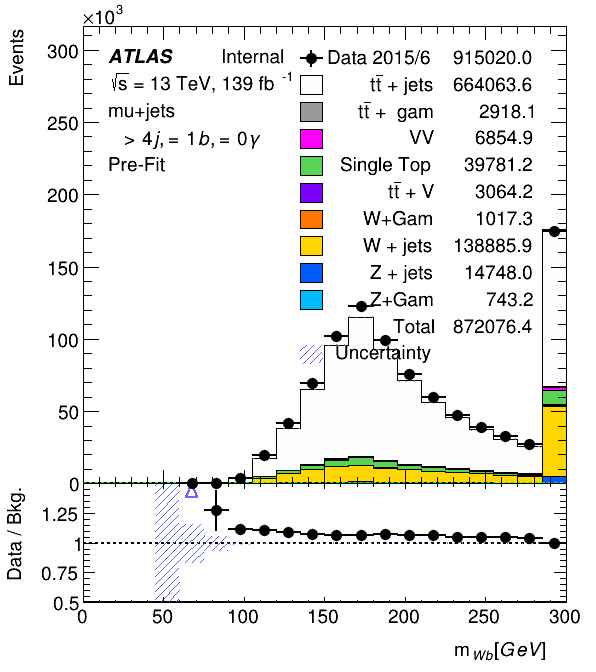 ×10³
Events
300
250
200
150
100
50
0
ATLAS Internal
√s = 13 TeV, 139 fb⁻¹
mu+jets
> 4j, = 1b, = 0γ
Pre-Fit
Data 2015/6 915020.0
tt̄ + jets 664063.6
tt̄ + gam 2918.1
VV 6854.9
Single Top 39781.2
tt̄ + V 3064.2
W+Gam 1017.3
W + jets 138885.9
Z + jets 14748.0
Z+Gam 743.2
Total 872076.4
Uncertainty
Data / Bkg.
1.25
1
0.75
0.5
0 50 100 150 200 250 300
m_Wb[GeV]